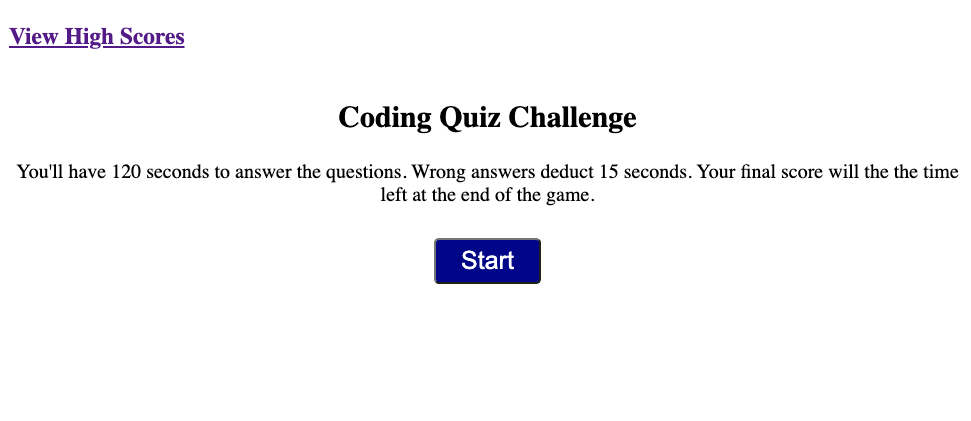 View High Scores
Coding Quiz Challenge
You'll have 120 seconds to answer the questions. Wrong answers deduct 15 seconds. Your final score will the the time
left at the end of the game.
Start